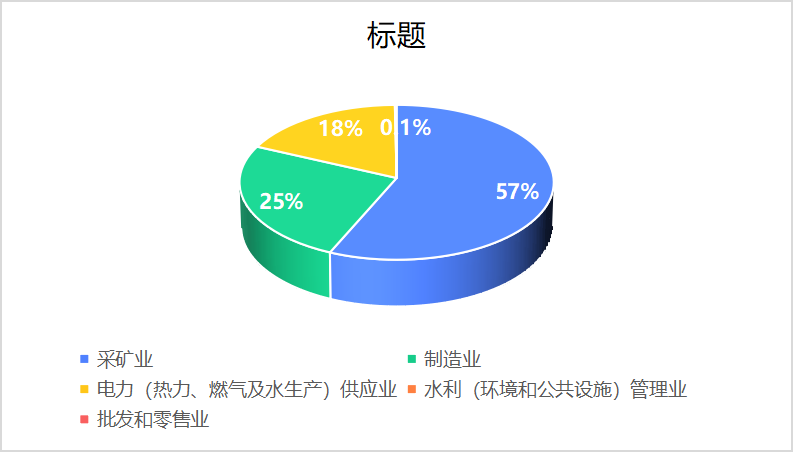 标题
18%
0.1%
57%
25%
采矿业
制造业
电力（热力、燃气及水生产）供应业
水利（环境和公共设施）管理业
批发和零售业